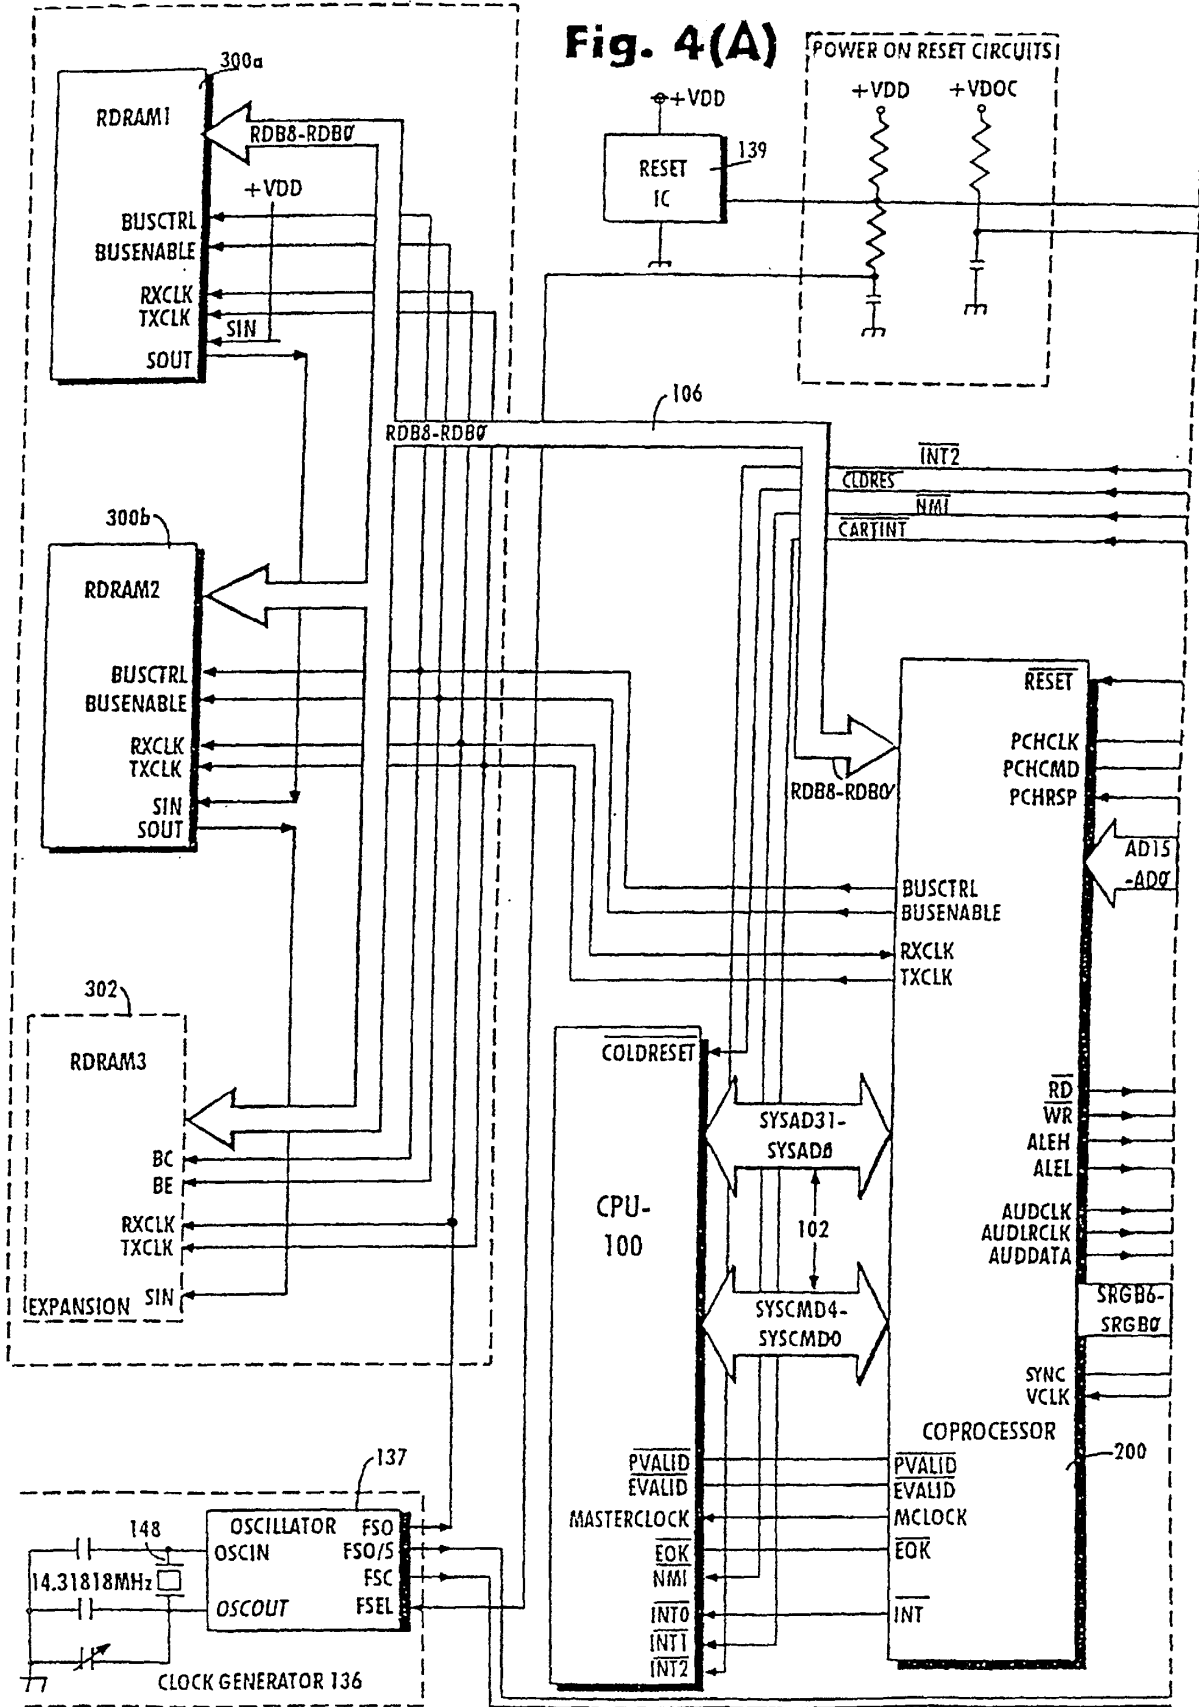 Fig. 4(A)
POWER ON RESET CIRCUITS
+VDD
+VDOC
+VDD
RESET
IC
139
300a
RDRAM1
RDB8-RDB0
+VDD
BUSCTRL
BUSENABLE
RXCLK
TXCLK
SIN
SOUT
106
RDB8-RDB0
INT2
CLDRES
NMI
CARTINT
300b
RDRAM2
BUSCTRL
BUSENABLE
RXCLK
TXCLK
SIN
SOUT
RDB8-RDB0
RESET
PCHCLK
PCHCMD
PCHRSP
AD15
-AD0
BUSCTRL
BUSENABLE
RXCLK
TXCLK
302
RDRAM3
BC
BE
RXCLK
TXCLK
SIN
EXPANSION
COLDRESET
SYSAD31-
SYSAD0
CPU-
100
102
SYSCMD4-
SYSCMD0
RD
WR
ALEH
ALEL
AUDCLK
AUDLRCLK
AUDDATA
SRGB6-
SRGB0
SYNC
VCLK
COPROCESSOR
200
PVALID
EVALID
MASTERCLOCK
EOK
NMI
INT0
INT1
INT2
PVALID
EVALID
MCLOCK
EOK
INT
137
OSCILLATOR
FSO
148
OSCIN
FSO/5
14.31818MHz
FSC
OSCOUT
FSEL
CLOCK GENERATOR 136